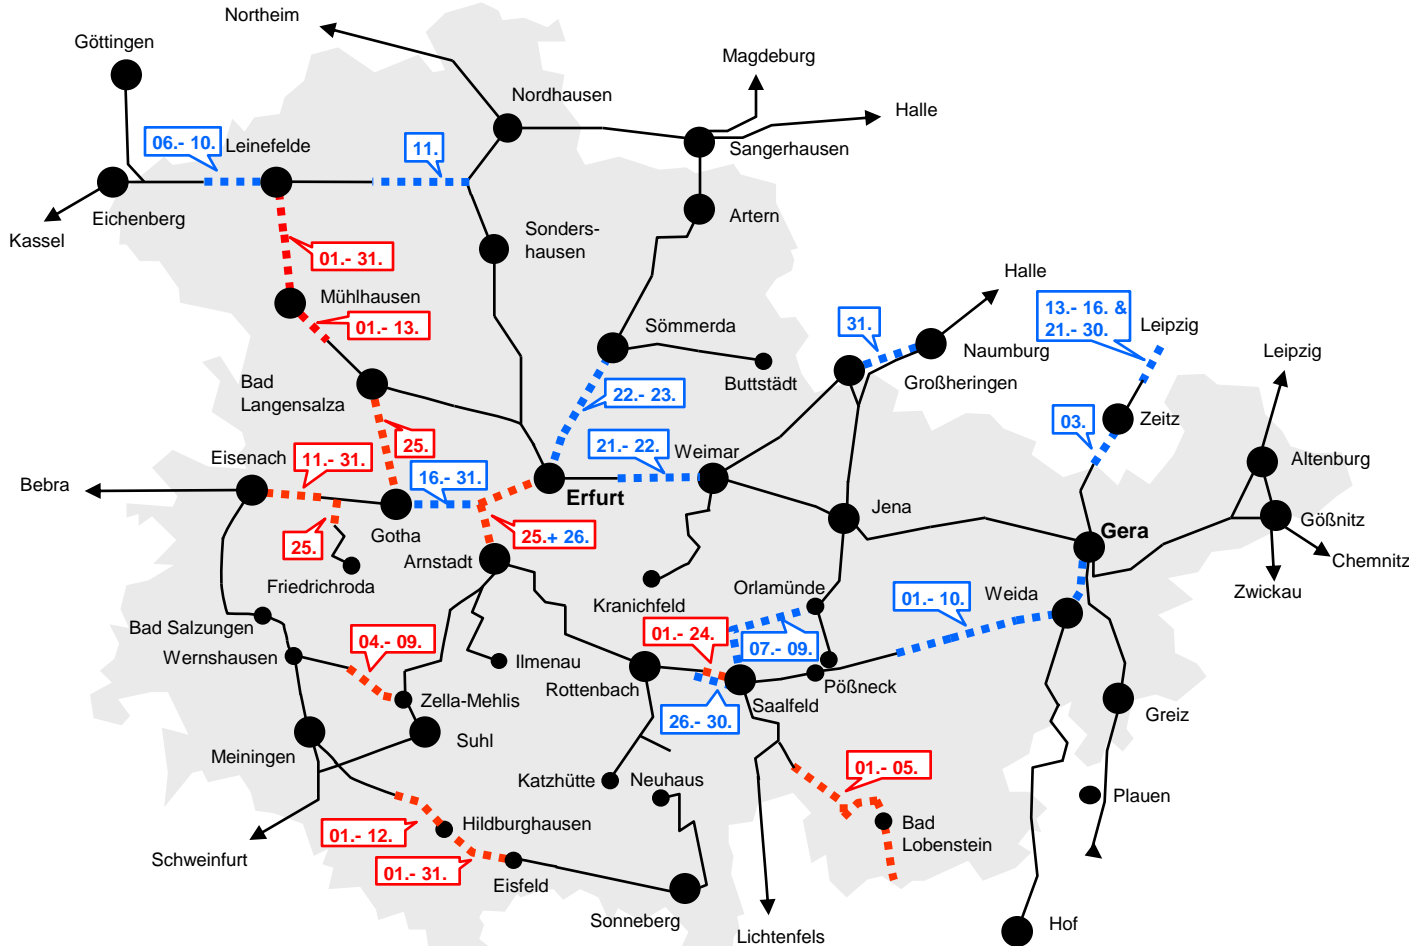 Northeim
Göttingen
Magdeburg
Nordhausen
Halle
06.- 10.
Leinefelde
11.
Sangerhausen
Eichenberg
Artern
Kassel
Sonders-
hausen
01.- 31.
Halle
13.- 16. &
21.- 30.
Leipzig
Mühlhausen
01.- 13.
Sömmerda
31.
Naumburg
Leipzig
Buttstädt
Großheringen
Bad
Langensalza
22.- 23.
Zeitz
03.
25.
Eisenach
11.- 31.
21.- 22.
Weimar
Altenburg
Bebra
16.- 31.
Erfurt
Jena
Gößnitz
Gotha
25.+ 26.
Gera
25.
Arnstadt
Chemnitz
Friedrichroda
Kranichfeld
Orlamünde
01.- 10.
Weida
Zwickau
Bad Salzungen
04.- 09.
01.- 24.
07.- 09.
Wernshausen
Ilmenau
Rottenbach
Pößneck
Zella-Mehlis
Saalfeld
26.- 30.
Greiz
Suhl
Meiningen
01.- 05.
Katzhütte
Neuhaus
Plauen
01.- 12.
Hildburghausen
Bad
Lobenstein
Schweinfurt
01.- 31.
Eisfeld
Sonneberg
Hof
Lichtenfels